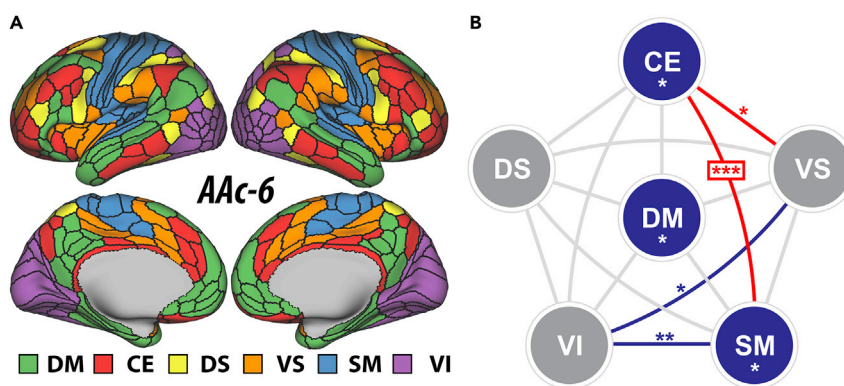 A
AAc-6
DM CE DS VS SM VI
B
CE
*
*
DS
VS
***
DM
*
*
VI
**
SM
*